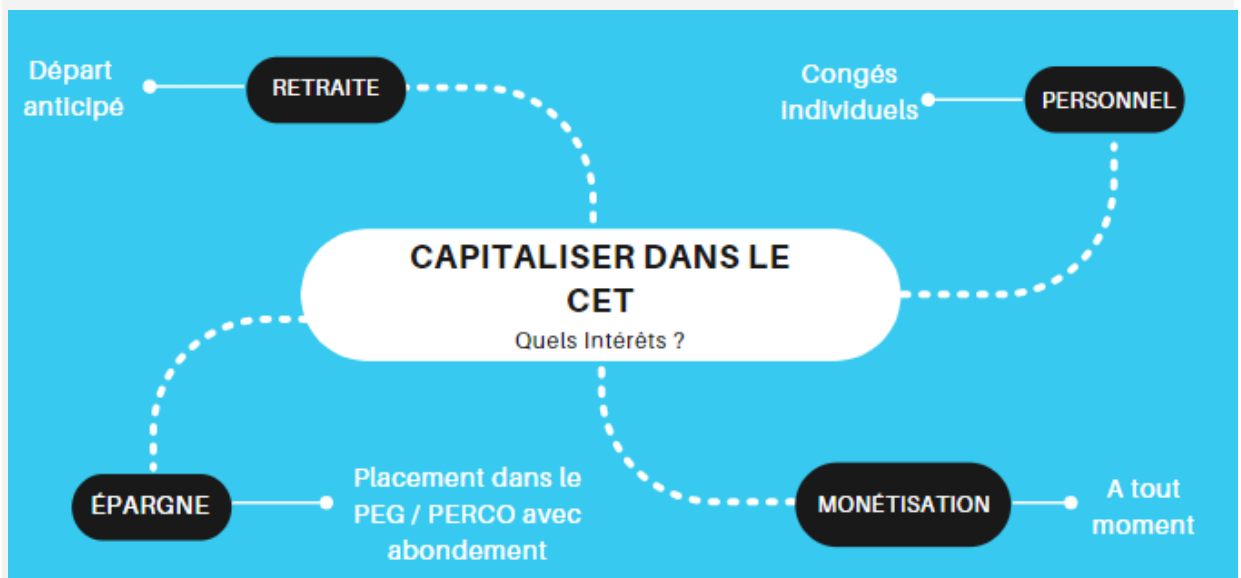 Départ
anticipé
RETRAITE
Congés
individuels
PERSONNEL
CAPITALISER DANS LE
CET
Quels Intérêts ?
ÉPARGNE
Placement dans le
PEG / PERCO avec
abondement
MONÉTISATION
A tout
moment